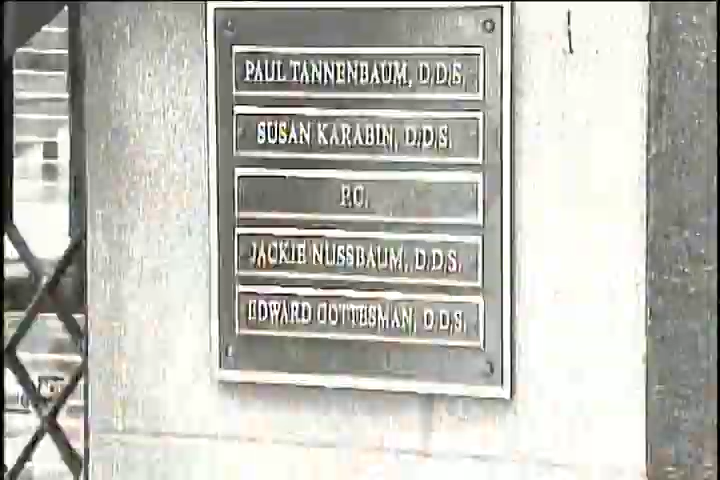 PAUL TANNENBAUM, D.D.S.
SUSAN KARABIN, D.D.S.
P.C.
JACKIE NUSSBAUM, D.D.S.
EDWARD GOTTESMAN, D.D.S.